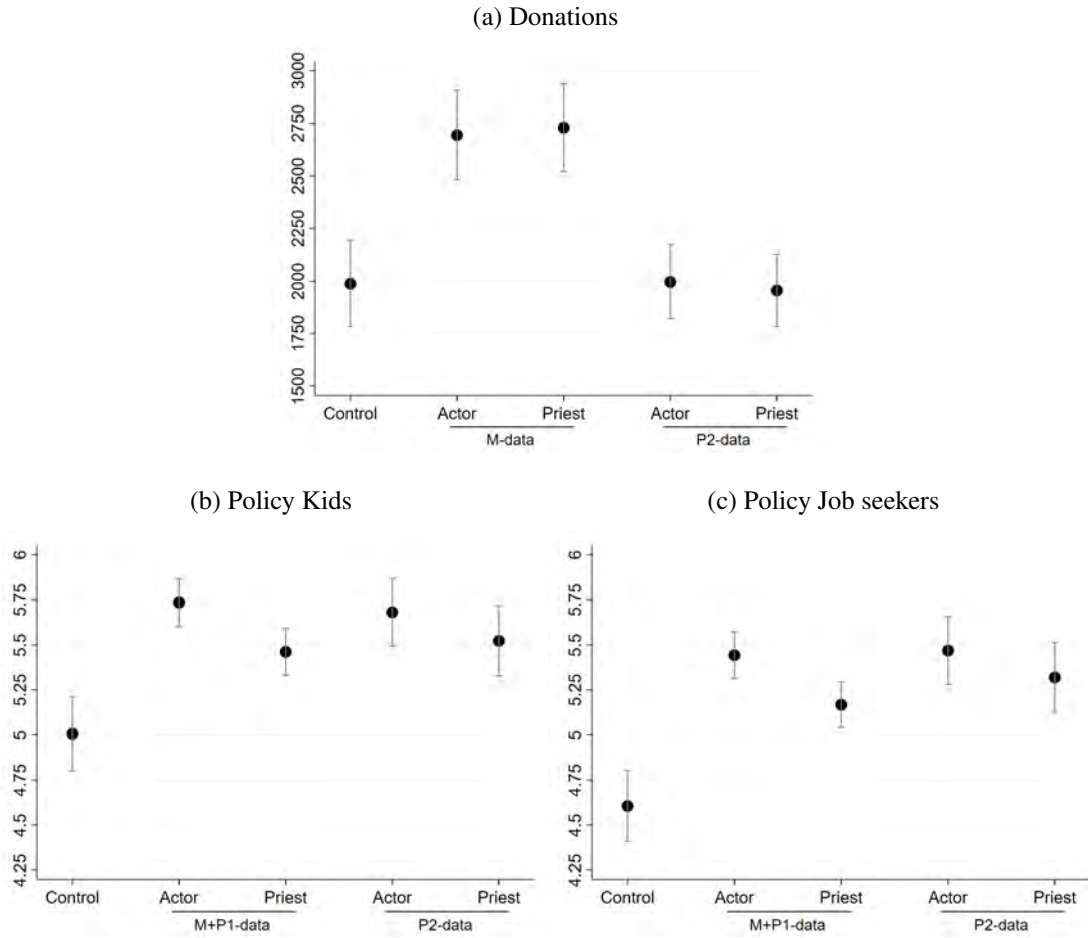 (a) Donations
3000
2750
2500
2250
2000
1750
1500
Control Actor Priest Actor Priest
M-data P2-data
(b) Policy Kids
6
5.75
5.5
5.25
5
4.75
4.5
4.25
Control Actor Priest Actor Priest
M+P1-data P2-data
(c) Policy Job seekers
6
5.75
5.5
5.25
5
4.75
4.5
4.25
Control Actor Priest Actor Priest
M+P1-data P2-data